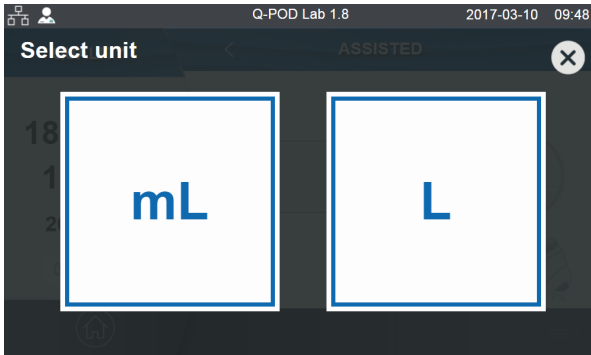 Q-POD Lab 1.8 2017-03-10 09:48
Select unit
ASSISTED
mL
L